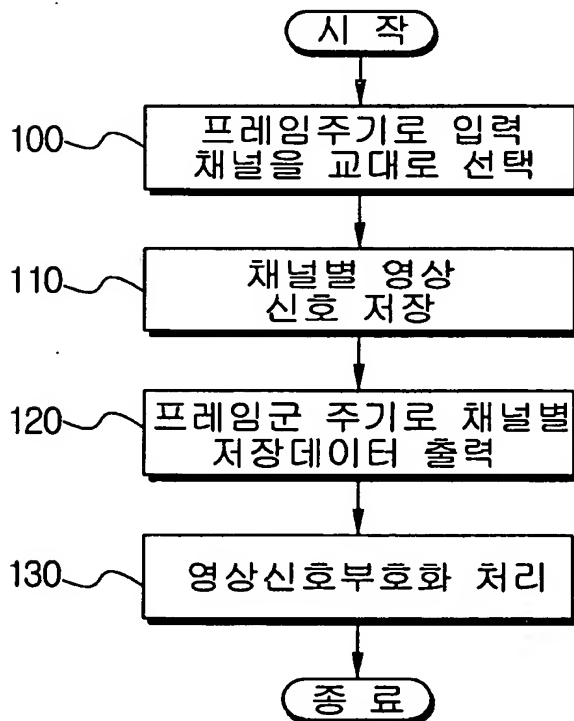 시 작
100
프레임주기로 입력
채널을 교대로 선택
110
채널별 영상
신호 저장
120
프레임군 주기로 채널별
저장데이터 출력
130
영상신호부호화 처리
종 료